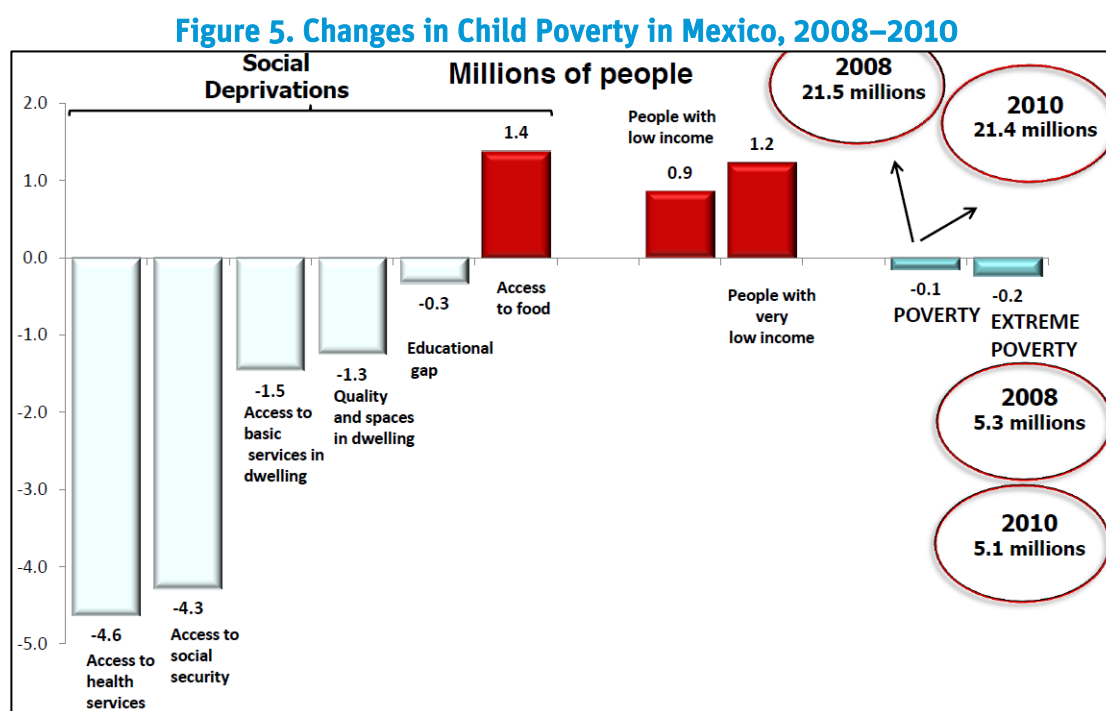 Figure 5. Changes in Child Poverty in Mexico, 2008–2010
Social
Deprivations
Millions of people
2008
21.5 millions
2010
21.4 millions
2.0
1.0
0.0
-1.0
-2.0
-3.0
-4.0
-5.0
-4.6
Access to
health
services
-4.3
Access to
social
security
-1.5
Access to
basic
services in
dwelling
-1.3
Quality
and spaces
in dwelling
-0.3
Educational
gap
1.4
Access
to food
People with
low income
0.9
1.2
People with
very
low income
-0.1
POVERTY
-0.2
EXTREME
POVERTY
2008
5.3 millions
2010
5.1 millions